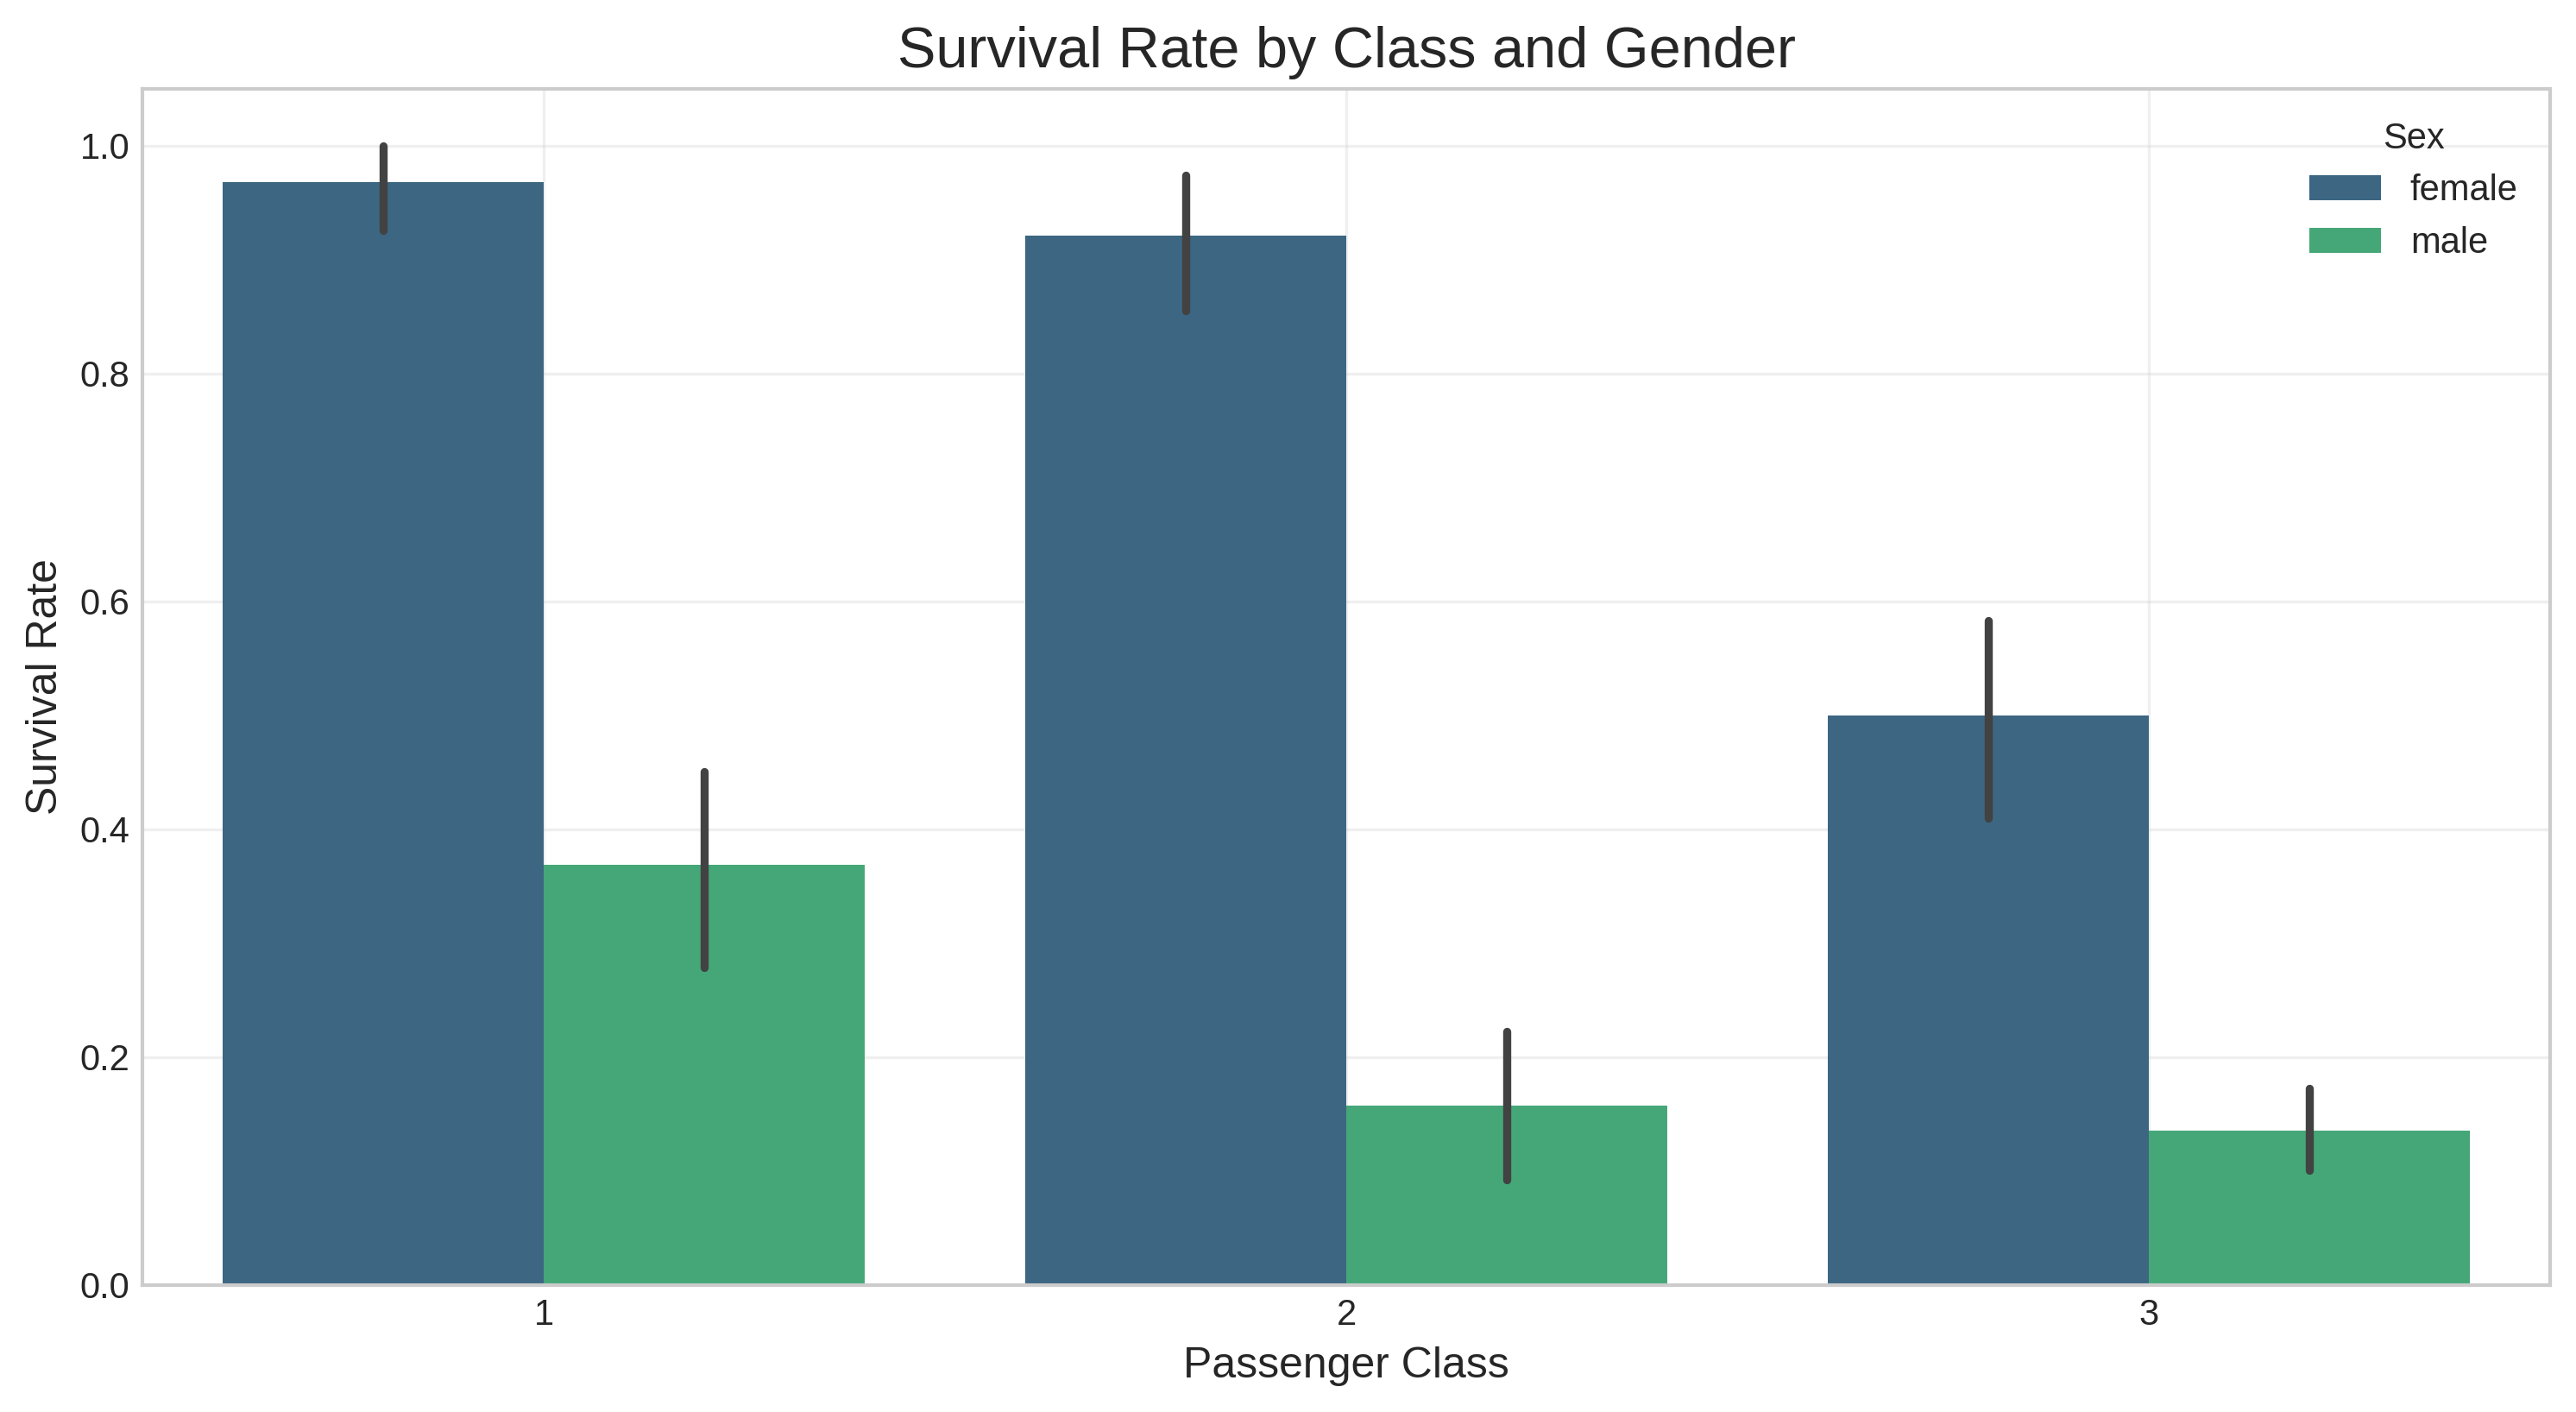 Survival Rate by Class and Gender
Sex
female
male
1.0
0.8
0.6
0.4
0.2
0.0
Survival Rate
1
2
3
Passenger Class